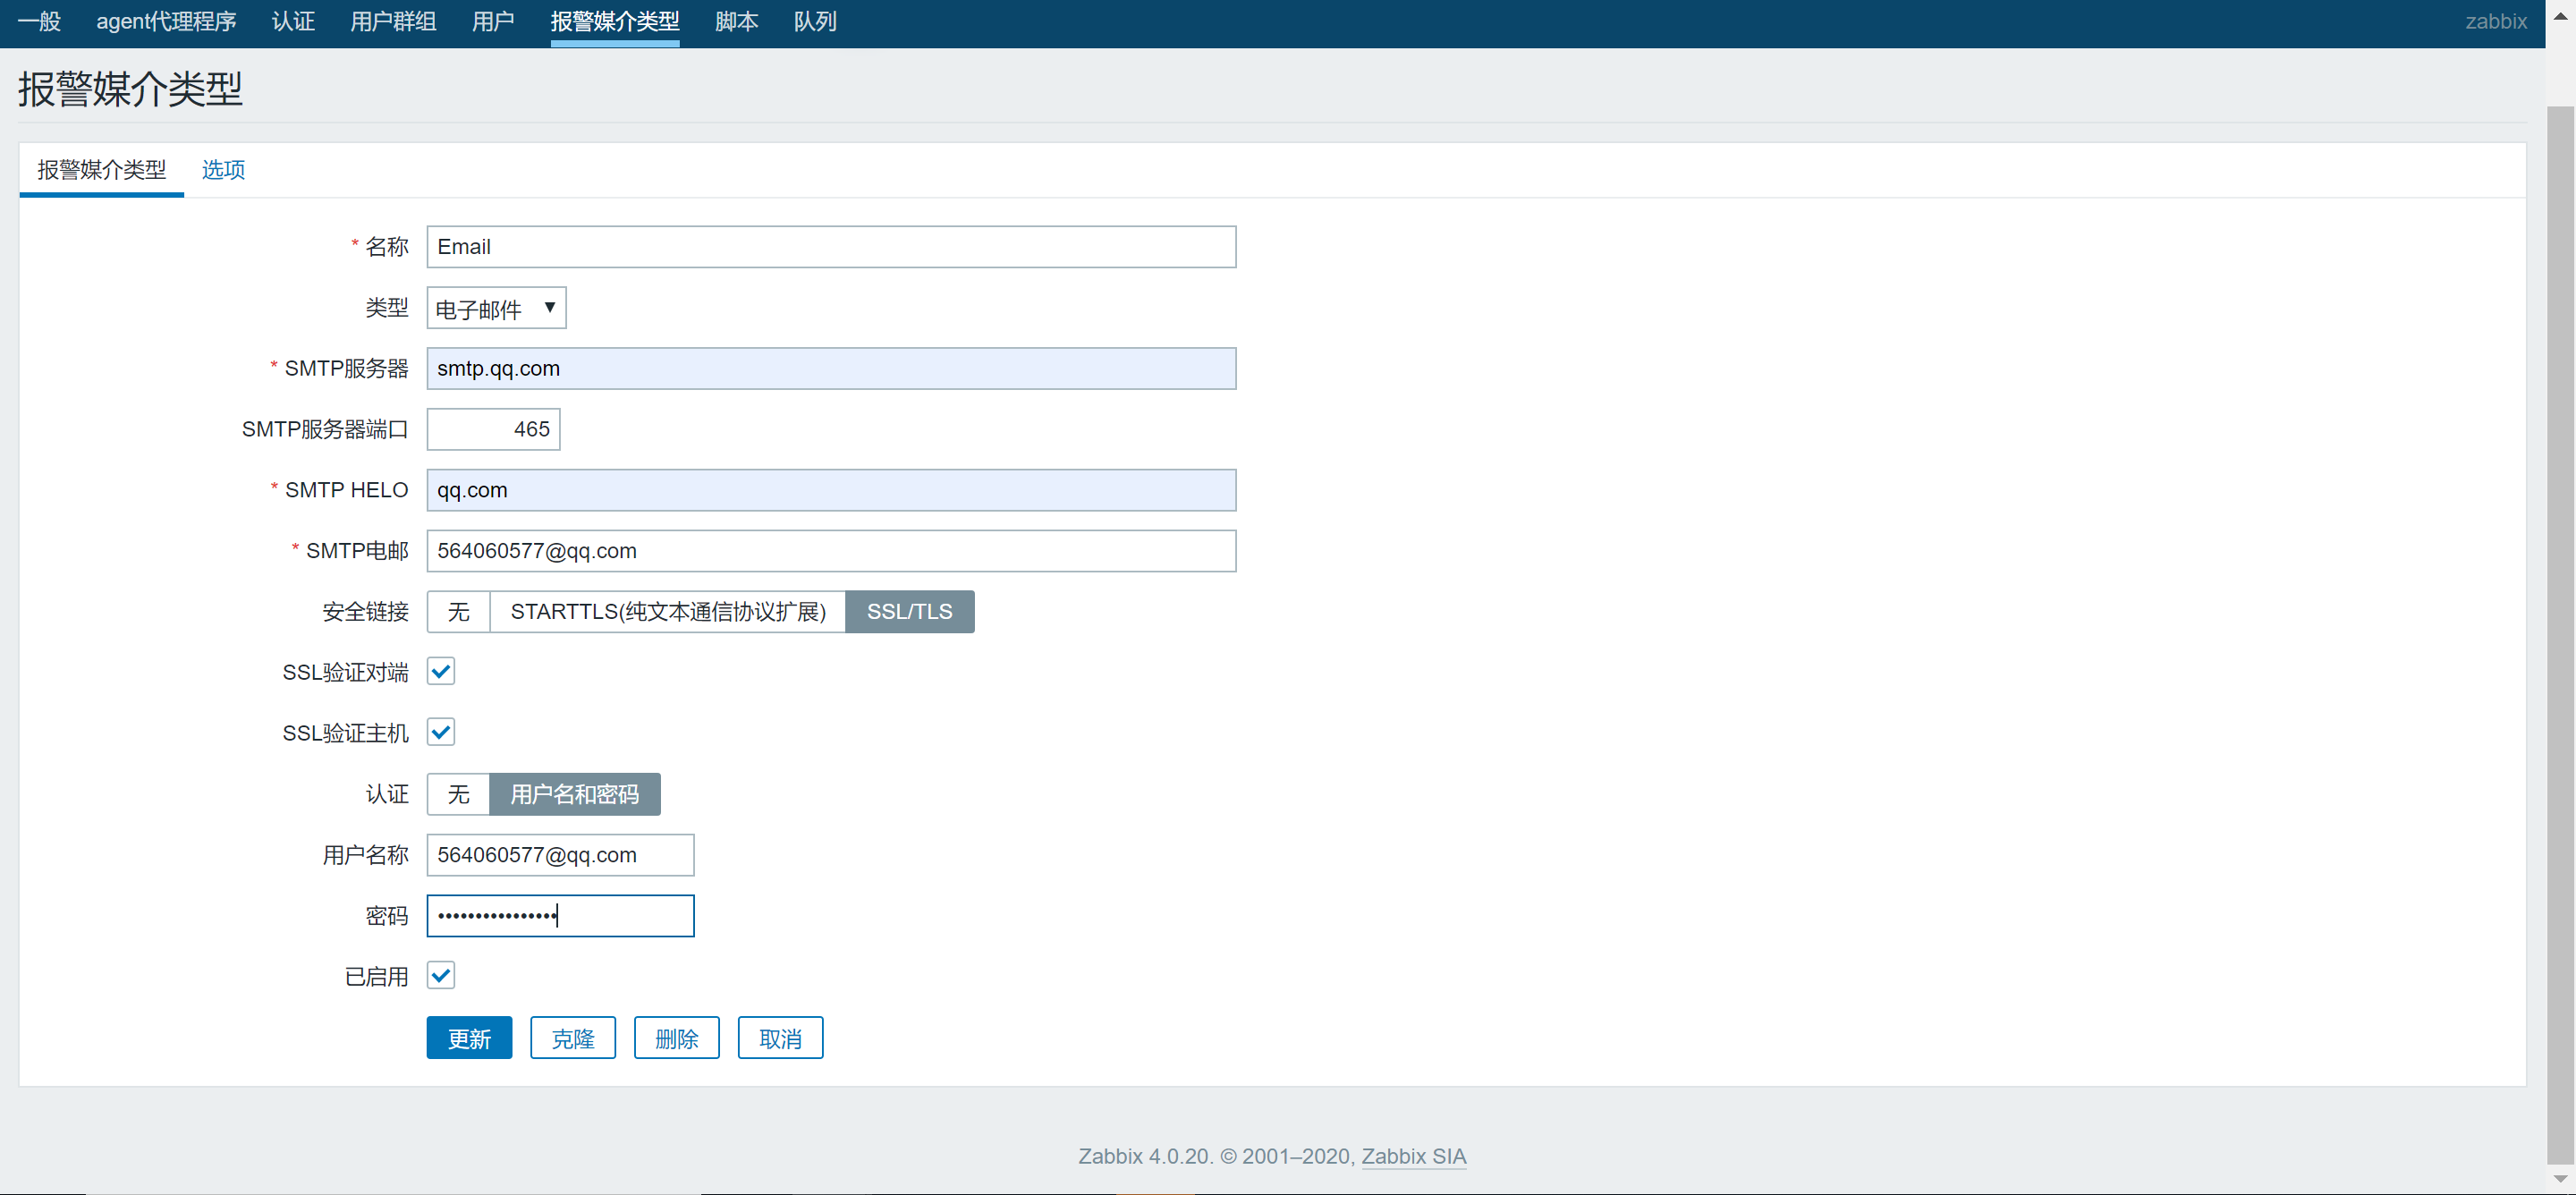 一般 agent代理程序 认证 用户群组 用户 报警媒介类型 脚本 队列 zabbix
报警媒介类型
报警媒介类型 选项
* 名称 Email
类型 电子邮件 ▼
* SMTP服务器 smtp.qq.com
SMTP服务器端口 465
* SMTP HELO qq.com
* SMTP电邮 564060577@qq.com
安全链接 无 STARTTLS(纯文本通信协议扩展) SSL/TLS
SSL验证对端
SSL验证主机
认证 无 用户名和密码
用户名称 564060577@qq.com
密码 ••••••••••••••••
已启用
更新 克隆 删除 取消
Zabbix 4.0.20. © 2001–2020, Zabbix SIA